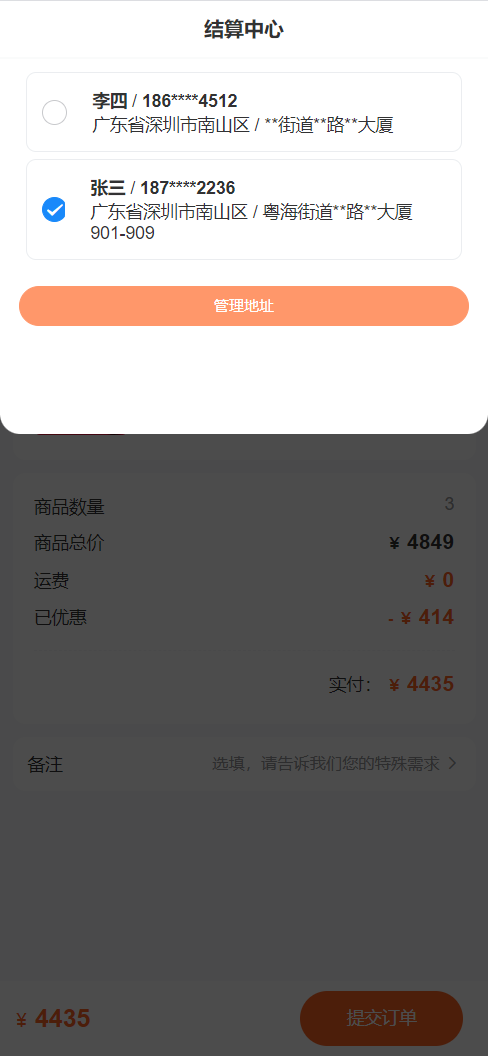 结算中心
李四 / 186****4512
广东省深圳市南山区 / **街道**路**大厦
张三 / 187****2236
广东省深圳市南山区 / 粤海街道**路**大厦
901-909
管理地址
商品数量 3
商品总价 ¥ 4849
运费 ¥ 0
已优惠 - ¥ 414
实付： ¥ 4435
备注 选填，请告诉我们您的特殊需求
¥ 4435 提交订单